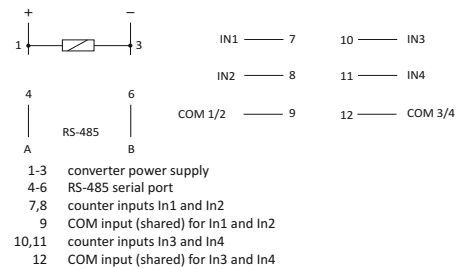 + –
1 3 IN1 7 10 IN3
IN2 8 11 IN4
4 6
COM 1/2 9 12 COM 3/4
RS-485
A B
1-3 converter power supply
4-6 RS-485 serial port
7,8 counter inputs In1 and In2
9 COM input (shared) for In1 and In2
10,11 counter inputs In3 and In4
12 COM input (shared) for In3 and In4